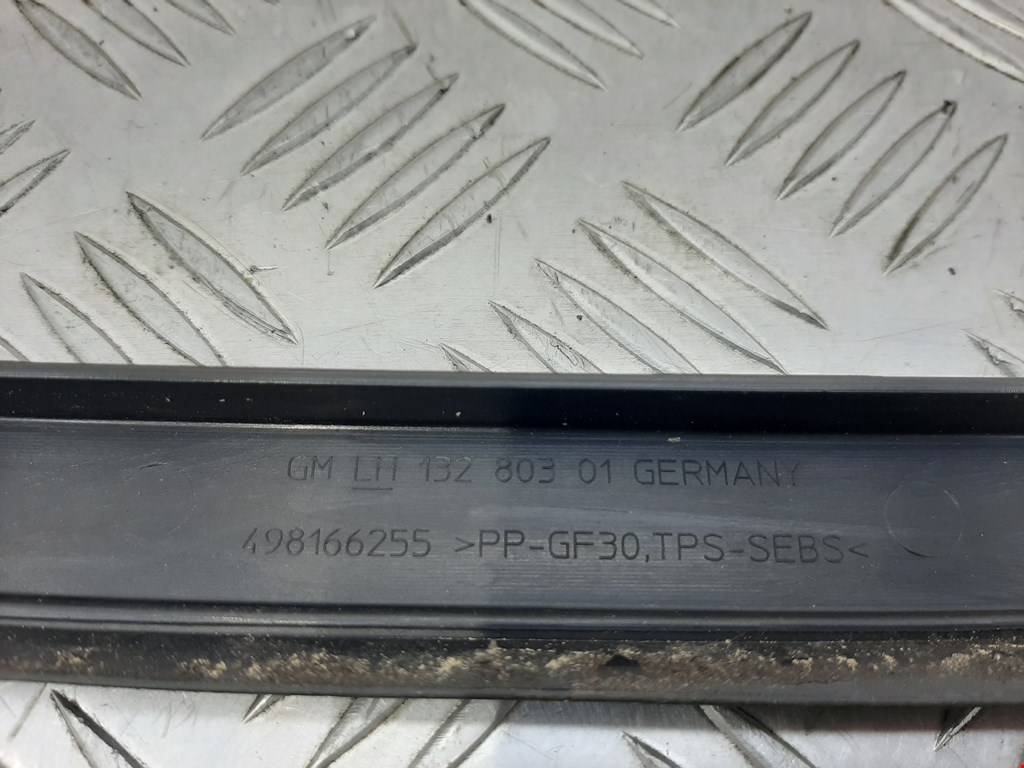 GM LH 132 803 01 GERMANY
498166255 >PP-GF30,TPS-SEBS<